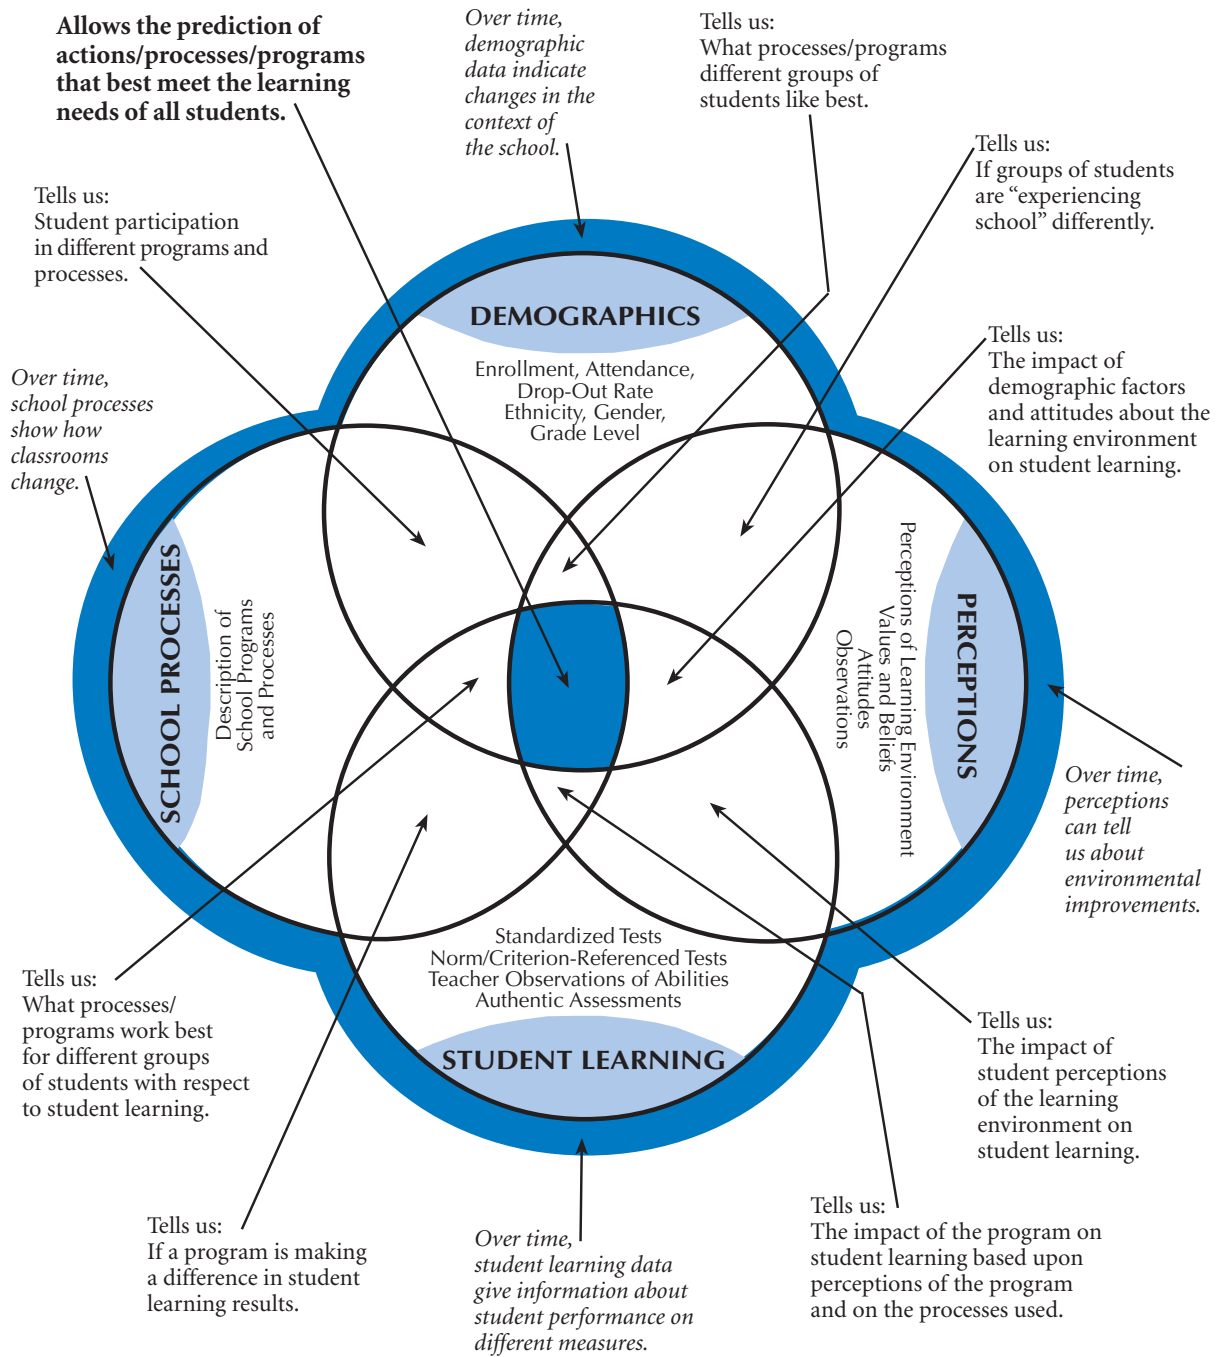 Allows the prediction of
actions/processes/programs
that best meet the learning
needs of all students.
Over time,
demographic
data indicate
changes in the
context of
the school.
Tells us:
What processes/programs
different groups of
students like best.
Tells us:
If groups of students
are “experiencing
school” differently.
Tells us:
Student participation
in different programs and
processes.
DEMOGRAPHICS
Enrollment, Attendance,
Drop-Out Rate
Ethnicity, Gender,
Grade Level
Tells us:
The impact of
demographic factors
and attitudes about the
learning environment
on student learning.
Over time,
school processes
show how
classrooms
change.
SCHOOL PROCESSES
Description of
School Programs
and Processes
PERCEPTIONS
Perceptions of Learning Environment
Values and Beliefs
Attitudes
Observations
Over time,
perceptions
can tell
us about
environmental
improvements.
Standardized Tests
Norm/Criterion-Referenced Tests
Teacher Observations of Abilities
Authentic Assessments
STUDENT LEARNING
Tells us:
What processes/
programs work best
for different groups
of students with respect
to student learning.
Tells us:
The impact of
student perceptions
of the learning
environment on
student learning.
Tells us:
If a program is making
a difference in student
learning results.
Over time,
student learning data
give information about
student performance on
different measures.
Tells us:
The impact of the program on
student learning based upon
perceptions of the program
and on the processes used.